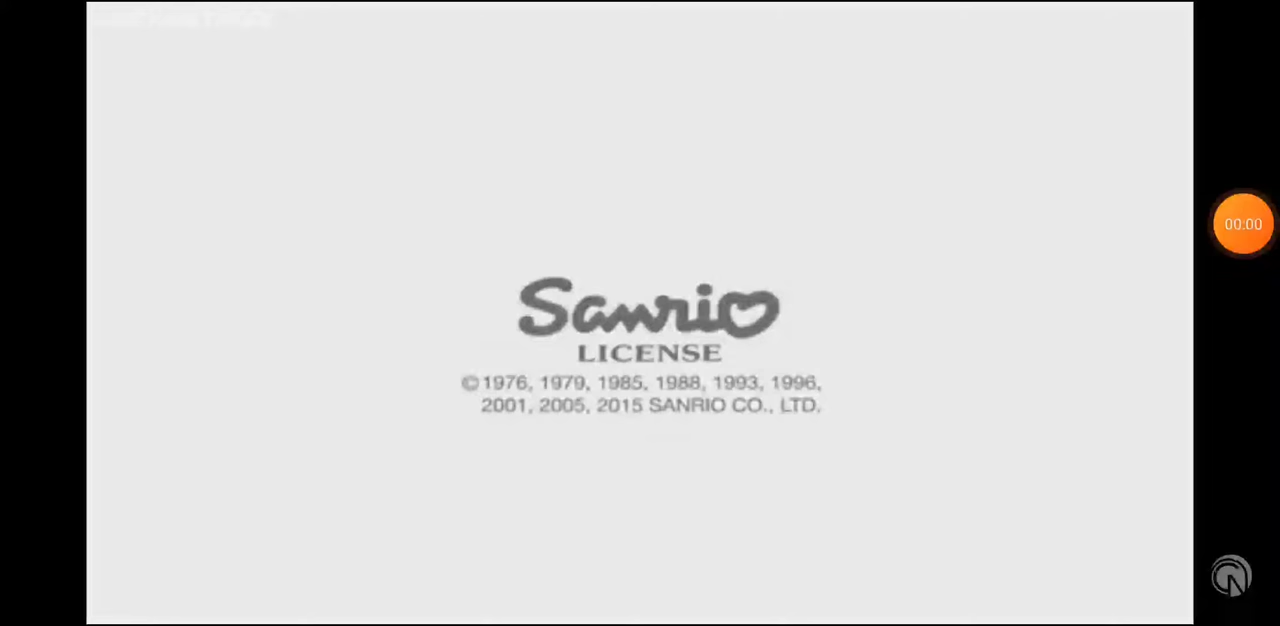 Sanrio
LICENSE
©1976, 1979, 1985, 1988, 1993, 1996,
2001, 2005, 2015 SANRIO CO., LTD.
00:00